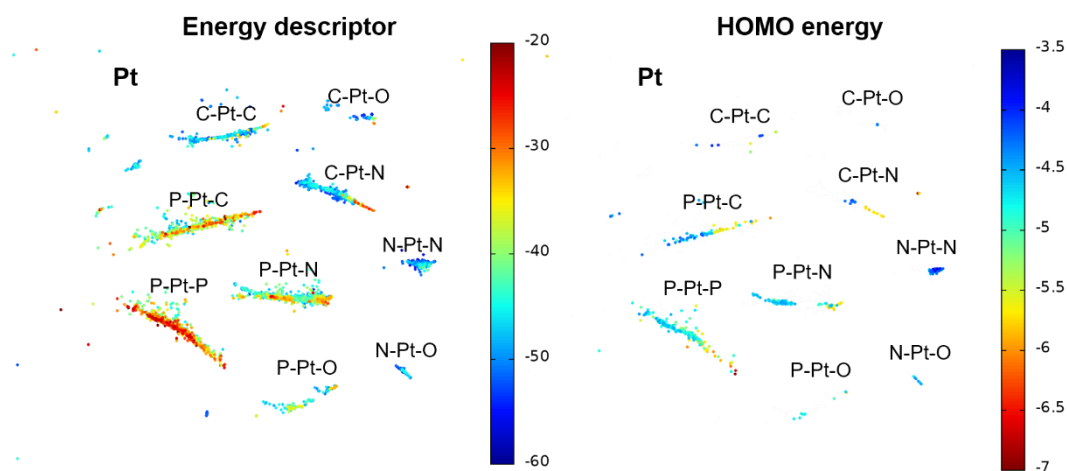 Energy descriptor
Pt
C-Pt-C
C-Pt-O
C-Pt-N
P-Pt-C
N-Pt-N
P-Pt-N
P-Pt-P
N-Pt-O
P-Pt-O
-20
-30
-40
-50
-60
HOMO energy
Pt
C-Pt-O
C-Pt-C
C-Pt-N
P-Pt-C
N-Pt-N
P-Pt-N
P-Pt-P
N-Pt-O
P-Pt-O
-3.5
-4
-4.5
-5
-5.5
-6
-6.5
-7